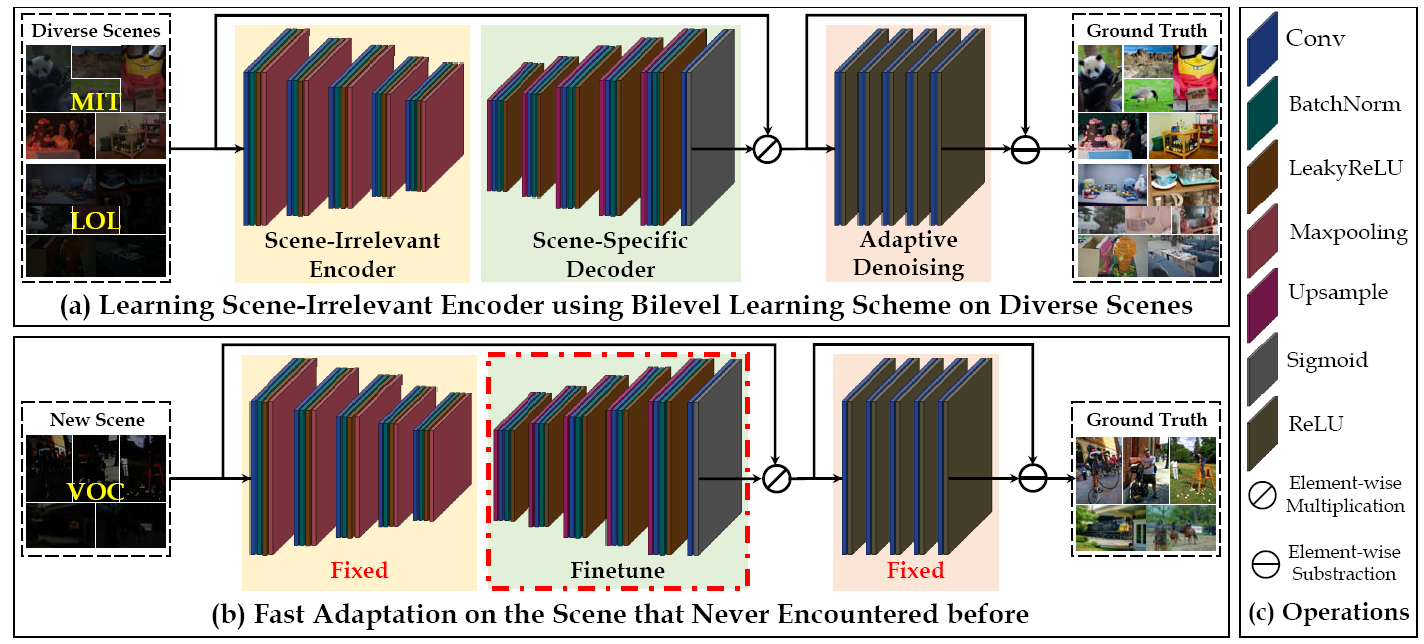 Diverse Scenes
MIT
LOL
Scene-Irrelevant
Encoder
Scene-Specific
Decoder
Adaptive
Denoising
Ground Truth
(a) Learning Scene-Irrelevant Encoder using Bilevel Learning Scheme on Diverse Scenes
New Scene
VOC
Fixed
Finetune
Fixed
Ground Truth
(b) Fast Adaptation on the Scene that Never Encountered before
Conv
BatchNorm
LeakyReLU
Maxpooling
Upsample
Sigmoid
ReLU
Element-wise
Multiplication
Element-wise
Substraction
(c) Operations